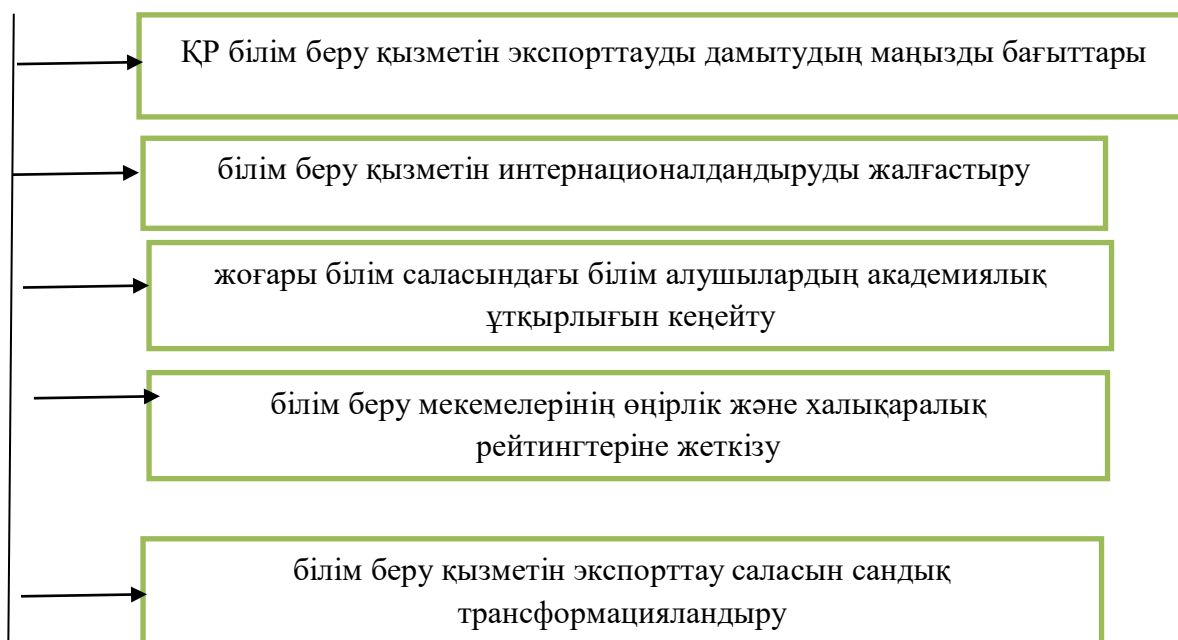 ҚР білім беру қызметін экспорттауды дамытудың маңызды бағыттары
білім беру қызметін интернационалдандыруды жалғастыру
жоғары білім саласындағы білім алушылардың академиялық
ұтқырлығын кеңейту
білім беру мекемелерінің өңірлік және халықаралық
рейтингтеріне жеткізу
білім беру қызметін экспорттау саласын сандық
трансформацияландыру